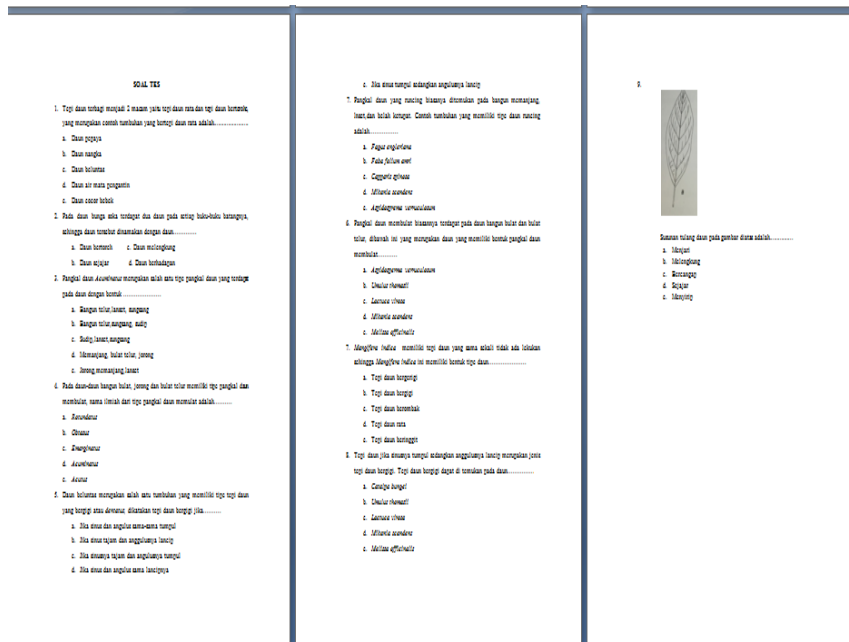 SOAL TES
1. Tepi daun terbagi menjadi 2 macam yaitu tepi daun rata dan tepi daun bertoreh,
yang merupakan contoh tumbukan yang bertepi daun rata adalah...................
a. Daun pepaya
b. Daun nangka
c. Daun beluntas
d. Daun air mata pengantin
e. Daun cocor bebek
2. Pada daun bunga soka terdapat dua daun pada setiap buku-buku batangnya,
sehingga daun tersebut dinamakan dengan daun............
a. Daun bertoreh c. Daun melengkung
b. Daun sejajar d. Daun berhadapan
3. Pangkal daun Acuminatus merupakan salah satu tipe pangkal daun yang terdapat
pada daun dengan bentuk.....................
a. Bangun telur,lanset, sungsang
b. Bangun telur,sungsang, sudip
c. Sudip,lanset,sungsang
d. Memanjang, bulat telur, jorong
e. Jorong,memanjang,lanset
4. Pada daun-daun bangun bulat, jorong dan bulat telur memiliki tipe pangkal daun
membulat, nama ilmiah dari tipe pangkal daun memulat adalah.........
a. Rotundatus
b. Obtusus
c. Emarginatus
d. Acuminatus
e. Acutus
5. Daun beluntas merupakan salah satu tumbukan yang memiliki tipe tepi daun
yang bergigi atau dentatus, dikatakan tepi daun bergigi jika.........
a. Jika sinus dan angulus sama-sama tumpul
b. Jika sinus tajam dan anggulusnya lancip
c. Jika sinusnya tajam dan angulusnya tumpul
d. Jika sinus dan angulus sama lancipnya
e. Jika sinus tumpul sedangkan angulusnya lancip
7. Pangkal daun yang runcing biasanya ditemukan pada bangun memanjang,
lanset,dan belah ketupat. Contoh tumbukan yang memiliki tipe daun runcing
adalah...............
a. Fagus engleriana
b. Faba folium anri
c. Capparis spinosa
d. Mikania scandens
e. Aspidosperma
6. Pangkal daun membulat biasanya terdapat pada daun bangun bulat dan bulat
telur, dibawah ini yang merupakan daun yang memiliki bentuk pangkal daun
membulat..........
a. Aspidosperma
b. Umulus thomasii
c. Lactuca virosa
d. Mikania scandens
e. Melissa officinalis
7. Mangifera indica memiliki tepi daun yang sama sekali tidak ada lekukan
sehingga Mangifera indica ini memiliki bentuk tipe daun....................
a. Tepi daun bergerigi
b. Tepi daun bergigi
c. Tepi daun berombak
d. Tepi daun rata
e. Tepi daun beringgit
8. Tepi daun jika sinusnya tumpul sedangkan anggulusnya lancip merupakan jenis
tepi daun bergigi. Tepi daun bergigi dapat di temukan pada daun..............
a. Catalpa bungei
b. Umulus thomasii
c. Lactuca virosa
d. Mikania scandens
e. Melissa officinalis
9.
Susunan tulang daun pada gambar diatas adalah............
a. Menjari
b. Melengkung
c. Bercangap
d. Sejajar
e. Menyirip